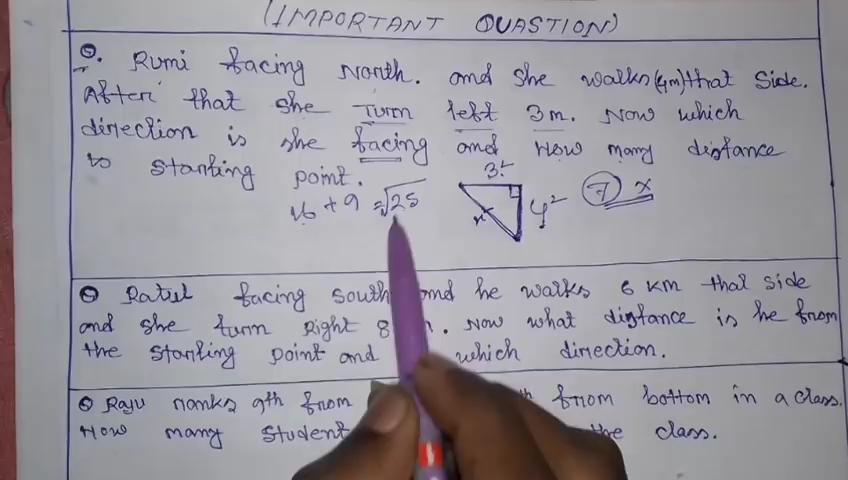 (IMPORTANT QUASTION)
Q. Rumi facing North. and she walks (4m) that side.
After that she Turn left 3m. Now which
direction is she facing and How many distance
to starting point.
3²
16 + 9 = √25
x
4²
7 x
Q Ratul facing south and he walks 6 km that side
and she turn Right 8 m. Now what distance is he from
the starting point and which direction.
Q Raju ranks 9th from th from bottom in a class.
How many student the class.